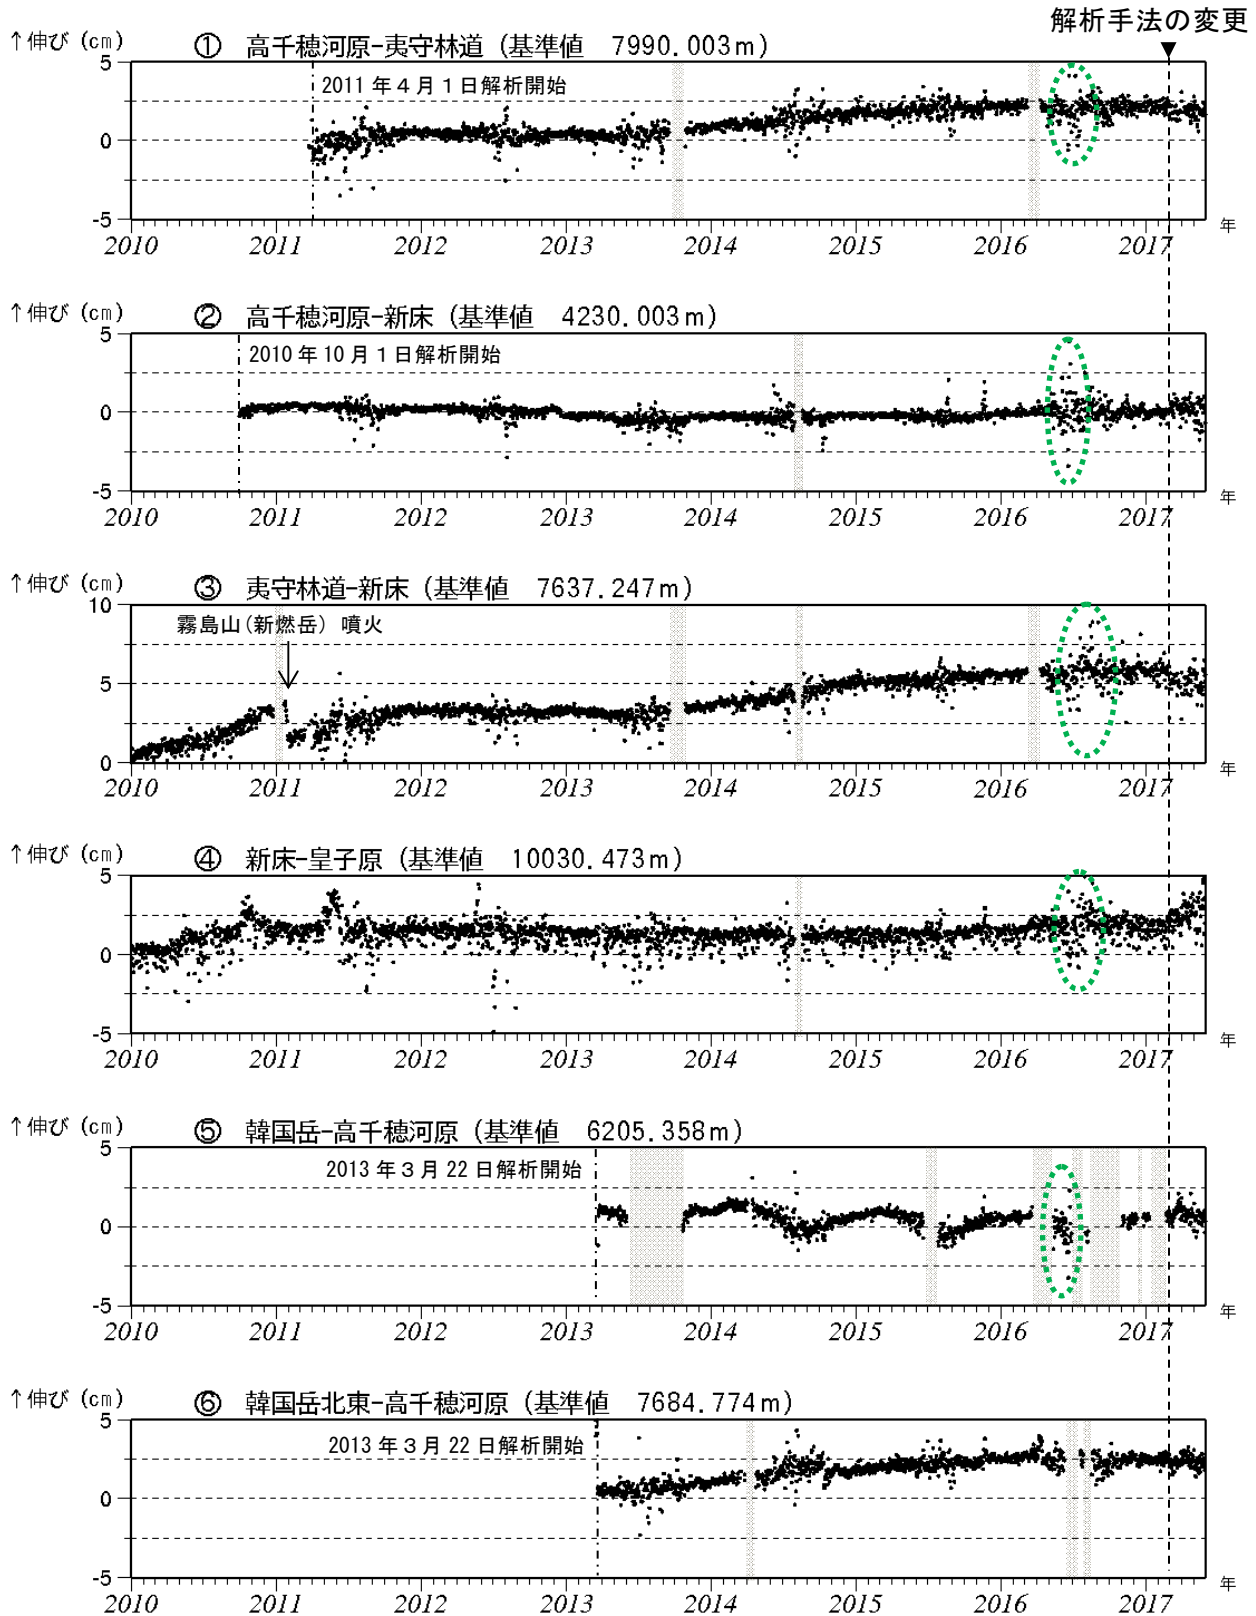 解析手法の変更
↑伸び (cm) ① 高千穂河原-夷守林道 (基準値 7990.003m)
5
2011年4月1日解析開始
0
-5
2010 2011 2012 2013 2014 2015 2016 2017 年
↑伸び (cm) ② 高千穂河原-新床 (基準値 4230.003m)
5
2010年10月1日解析開始
0
-5
2010 2011 2012 2013 2014 2015 2016 2017 年
↑伸び (cm) ③ 夷守林道-新床 (基準値 7637.247m)
10
霧島山(新燃岳) 噴火
5
0
2010 2011 2012 2013 2014 2015 2016 2017 年
↑伸び (cm) ④ 新床-皇子原 (基準値 10030.473m)
5
0
-5
2010 2011 2012 2013 2014 2015 2016 2017 年
↑伸び (cm) ⑤ 韓国岳-高千穂河原 (基準値 6205.358m)
5
2013年3月22日解析開始
0
-5
2010 2011 2012 2013 2014 2015 2016 2017 年
↑伸び (cm) ⑥ 韓国岳北東-高千穂河原 (基準値 7684.774m)
5
2013年3月22日解析開始
0
-5
2010 2011 2012 2013 2014 2015 2016 2017 年